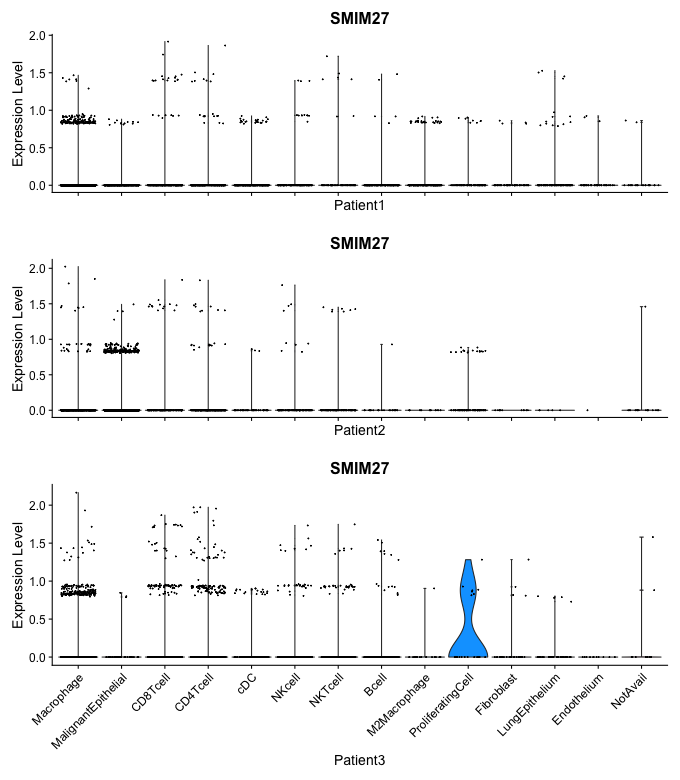 SMIM27
Expression Level
2.0
1.5
1.0
0.5
0.0
Patient1
SMIM27
Expression Level
2.0
1.5
1.0
0.5
0.0
Patient2
SMIM27
Expression Level
2.0
1.5
1.0
0.5
0.0
Macrophage
MalignantEpithelial
CD8Tcell
CD4Tcell
cDC
NKcell
NKTcell
Bcell
M2Macrophage
ProliferatingCell
Fibroblast
LungEpithelium
Endothelium
NotAvail
Patient3